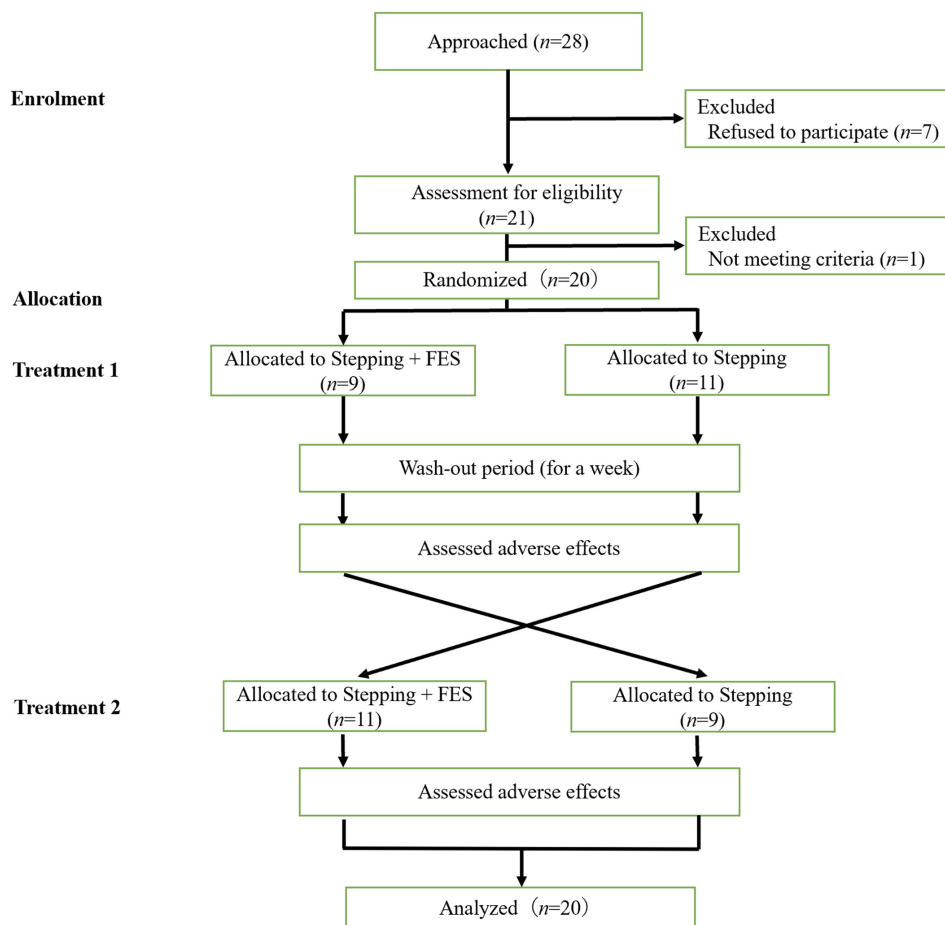 Approached (n=28)
Enrolment
Excluded
Refused to participate (n=7)
Assessment for eligibility
(n=21)
Excluded
Not meeting criteria (n=1)
Randomized（n=20）
Allocation
Treatment 1
Allocated to Stepping + FES
(n=9)
Allocated to Stepping
(n=11)
Wash-out period (for a week)
Assessed adverse effects
Treatment 2
Allocated to Stepping + FES
(n=11)
Allocated to Stepping
(n=9)
Assessed adverse effects
Analyzed（n=20）